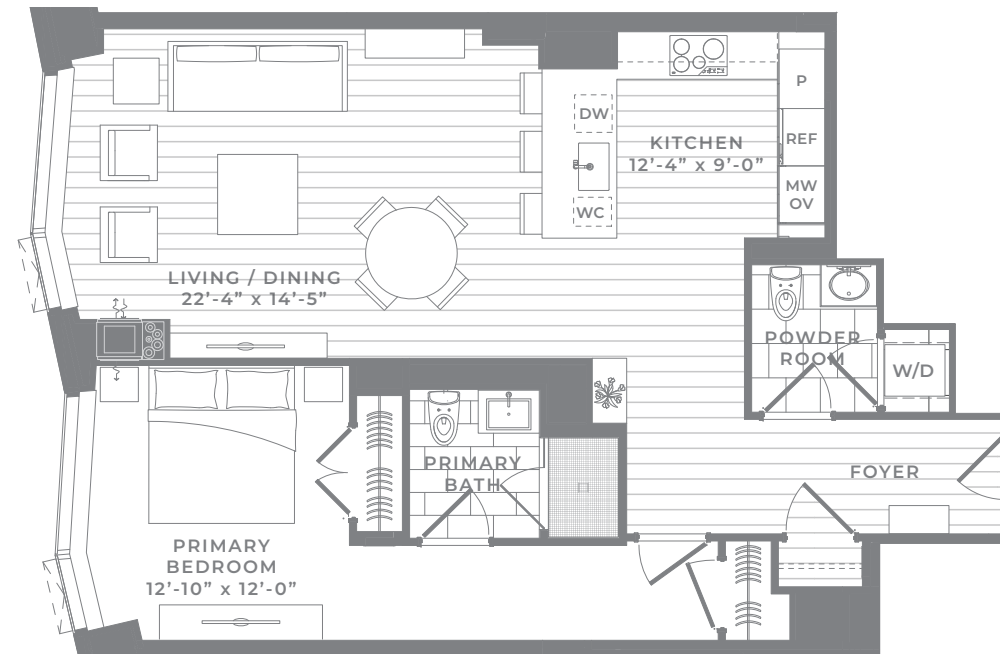 P
DW
REF
KITCHEN
12’-4” x 9’-0”
MW
OV
WC
LIVING / DINING
22’-4” x 14’-5”
POWDER
ROOM
W/D
PRIMARY
BATH
FOYER
PRIMARY
BEDROOM
12’-10” x 12’-0”